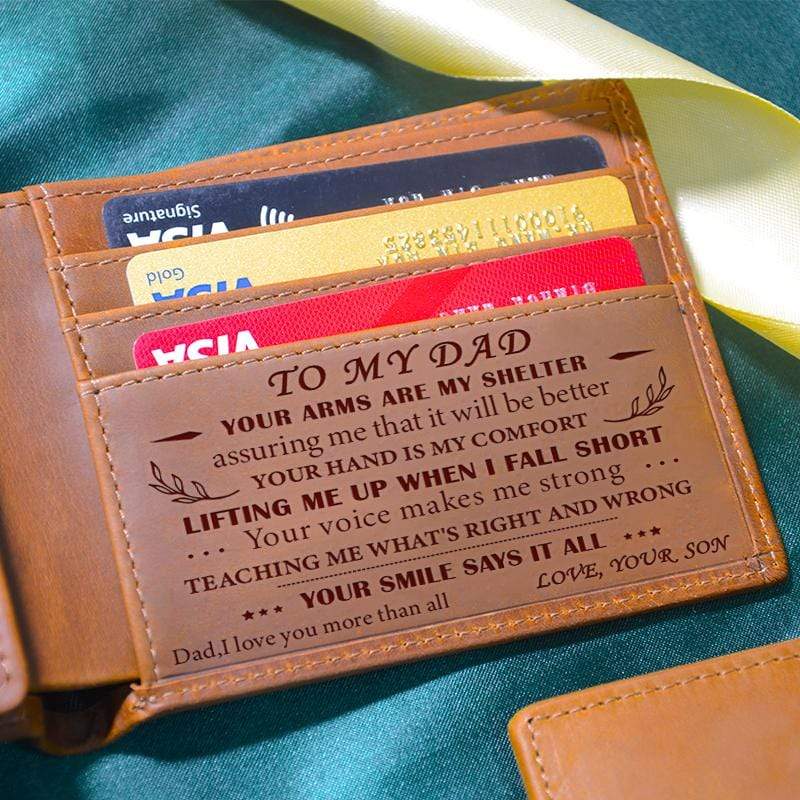 Signature
VISA
Gold
VISA
VISA
TO MY DAD
YOUR ARMS ARE MY SHELTER
assuring me that it will be better
YOUR HAND IS MY COMFORT
LIFTING ME UP WHEN I FALL SHORT
... Your voice makes me strong ...
TEACHING ME WHAT'S RIGHT AND WRONG
*** YOUR SMILE SAYS IT ALL ***
LOVE, YOUR SON
Dad,I love you more than all